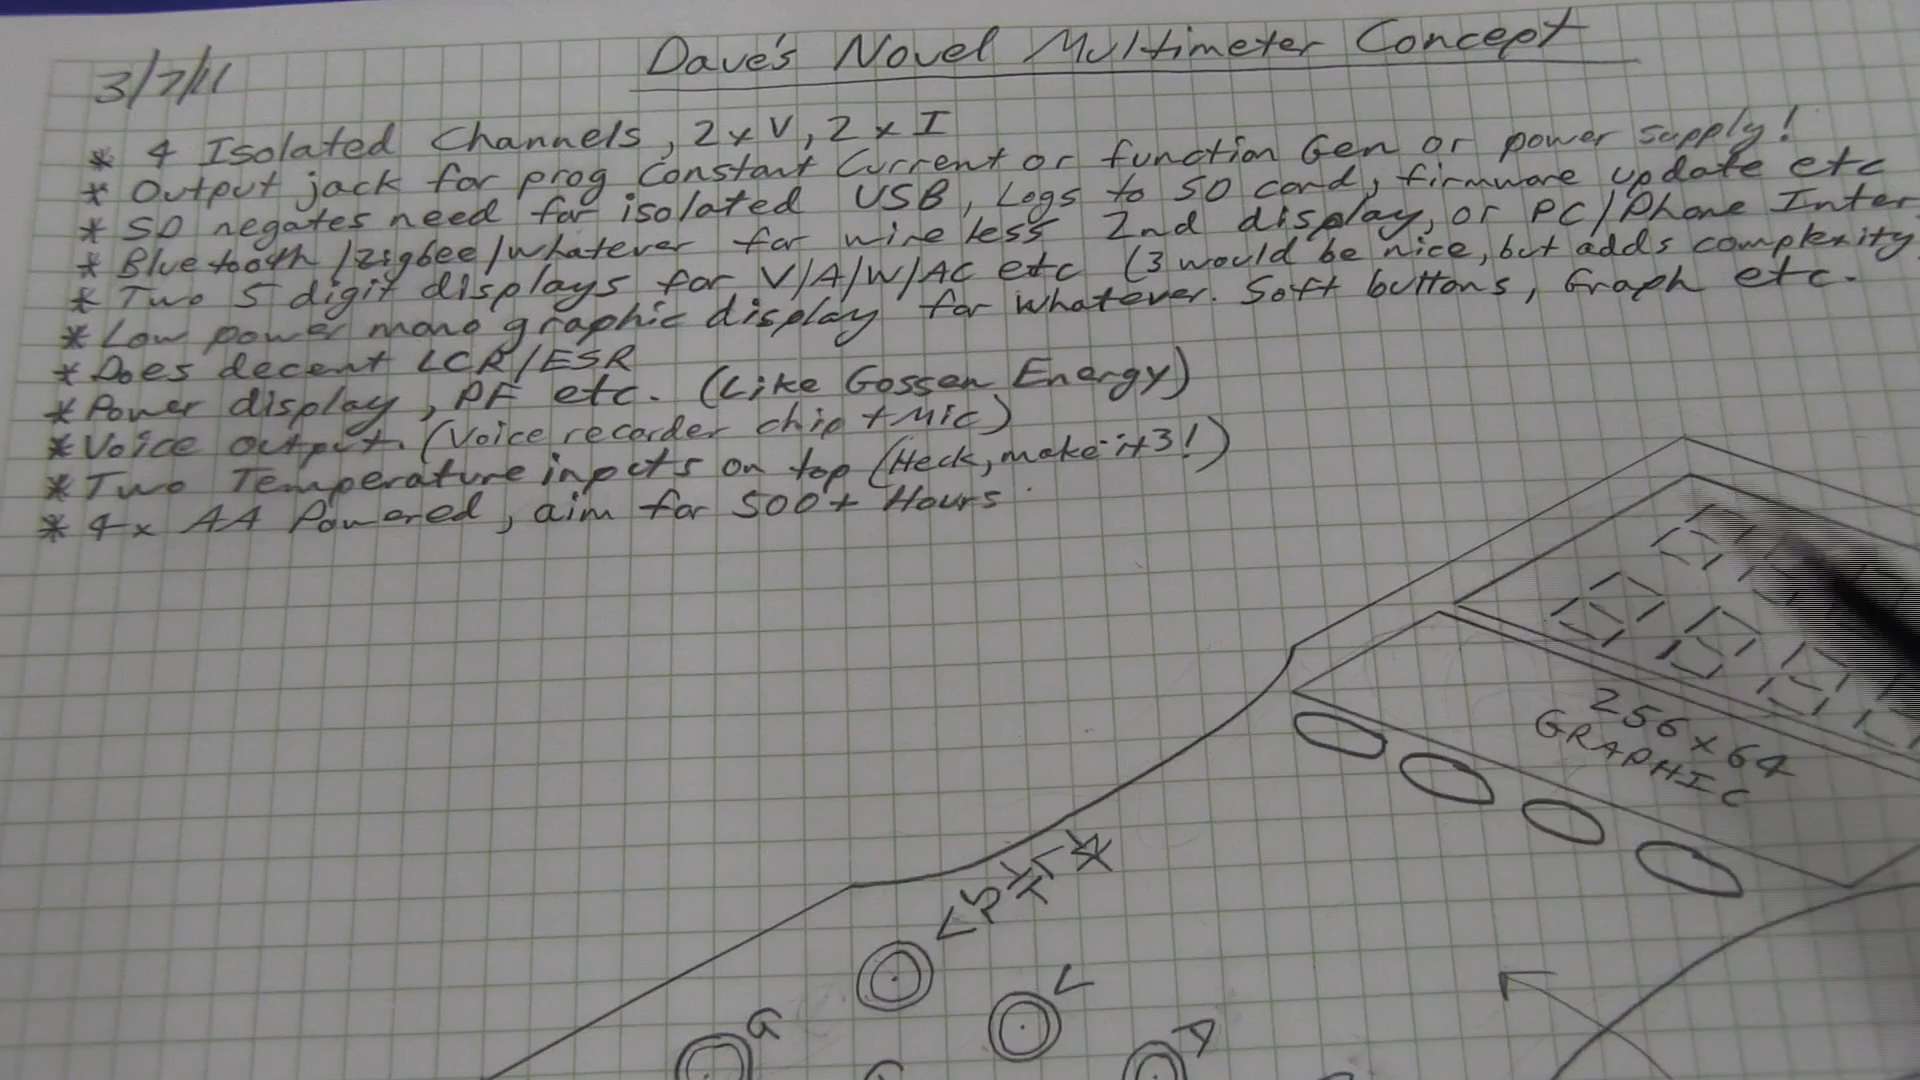 Dave's Novel Multimeter Concept
3/7/11
* 4 Isolated Channels, 2xV, 2xI
* Output jack for prog Constant Current or function Gen or power supply!
* SD negates need for isolated USB, Logs to SD card, firmware update etc
* Bluetooth/zigbee/whatever for wireless 2nd display, or PC/Phone Inter
* Two 5 digit displays for V/A/W/AC etc (3 would be nice, but adds complexity
* Low power mono graphic display for whatever. Soft buttons, Graph etc.
* Does decent LCR/ESR
* Power display, PF etc. (Like Gossen Energy)
* Voice output. (Voice recorder chip + Mic)
* Two Temperature inputs on top (Heck, make it 3!)
* 4x AA Powered, aim for 500+ Hours
256x64
GRAPHIC
V
V
G
A